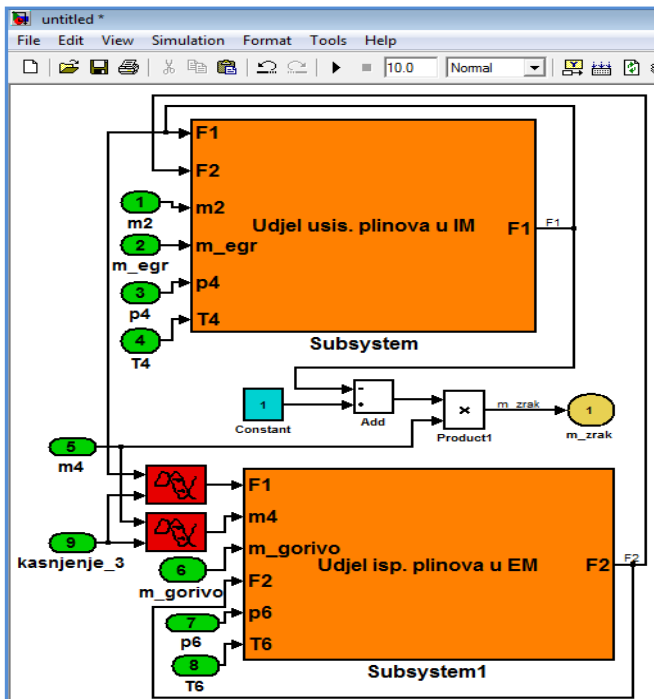 untitled *
File Edit View Simulation Format Tools Help
10.0 Normal
F1
F2
1
m2
m2
2
m_egr
m_egr
3
p4
p4
4
T4
T4
Udjel usis. plinova u IM
F1
F1
Subsystem
1
Constant
-
+
Add
×
Product1
m_zrak
1
m_zrak
5
m4
9
kasnjenje_3
F1
m4
6
m_gorivo
m_gorivo
F2
7
p6
p6
8
T6
T6
Udjel isp. plinova u EM
F2
F2
Subsystem1